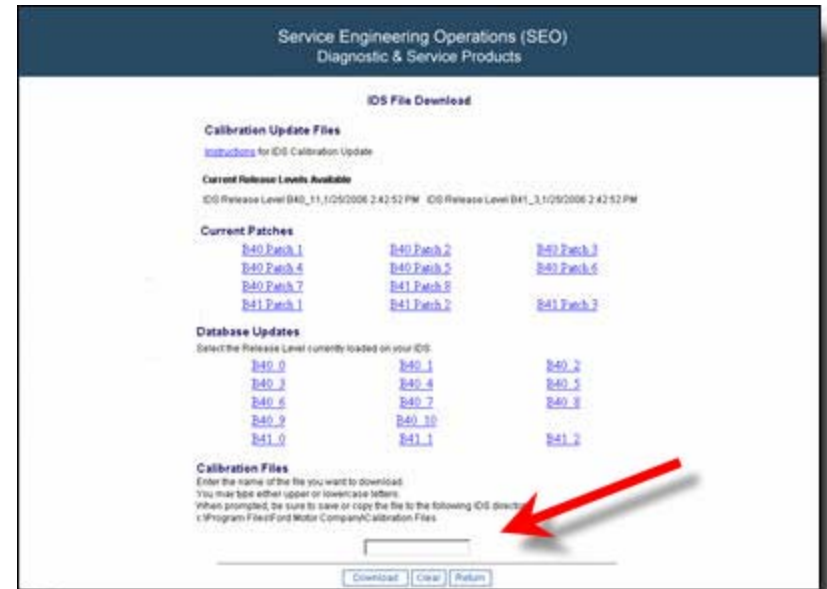 Service Engineering Operations (SEO)
Diagnostic & Service Products
IDS File Download
Calibration Update Files
Instructions for IDS Calibration Update
Current Release Levels Available
IDS Release Level B40_11,1/25/2006 2:42:52 PM IDS Release Level B41_3,1/25/2006 2:42:52 PM
Current Patches
B40 Patch 1 B40 Patch 2 B40 Patch 3
B40 Patch 4 B40 Patch 5 B40 Patch 6
B40 Patch 7 B41 Patch 8
B41 Patch 1 B41 Patch 2 B41 Patch 3
Database Updates
Select the Release Level currently loaded on your IDS
B40_0 B40_1 B40_2
B40_3 B40_4 B40_5
B40_6 B40_7 B40_8
B40_9 B40_10
B41_0 B41_1 B41_2
Calibration Files
Enter the name of the file you want to download.
You may type either upper or lowercase letters.
When prompted, be sure to save or copy the file to the following IDS
c:\Program Files\Ford Motor Company\Calibration Files
Download Clear Return